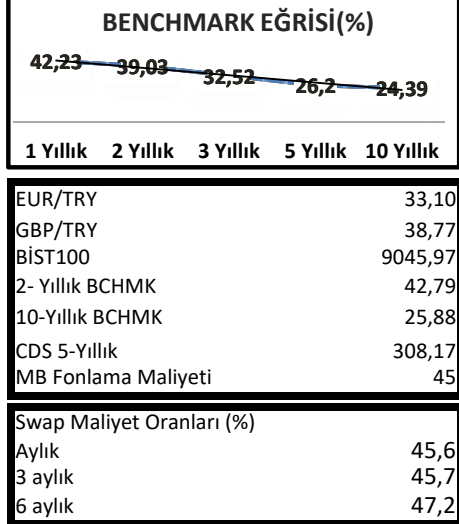 BENCHMARK EĞRİSİ(%)
42,23 39,03 32,52 26,2 24,39
1 Yıllık 2 Yıllık 3 Yıllık 5 Yıllık 10 Yıllık
EUR/TRY 33,10
GBP/TRY 38,77
BİST100 9045,97
2- Yıllık BCHMK 42,79
10-Yıllık BCHMK 25,88
CDS 5-Yıllık 308,17
MB Fonlama Maliyeti 45
Swap Maliyet Oranları (%)
Aylık 45,6
3 aylık 45,7
6 aylık 47,2